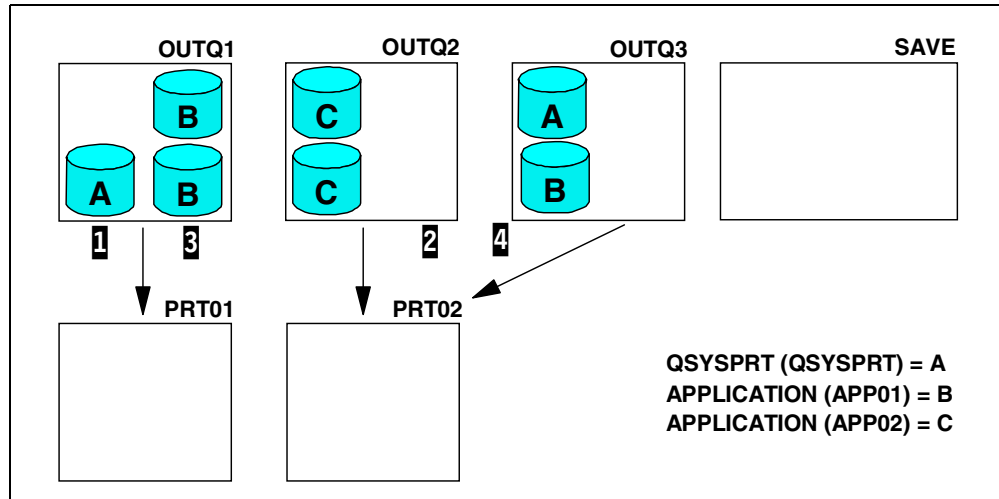 OUTQ1 OUTQ2 OUTQ3 SAVE
B C A
A B C B
1 3 2 4
PRT01 PRT02
QSYSPRT (QSYSPRT) = A
APPLICATION (APP01) = B
APPLICATION (APP02) = C